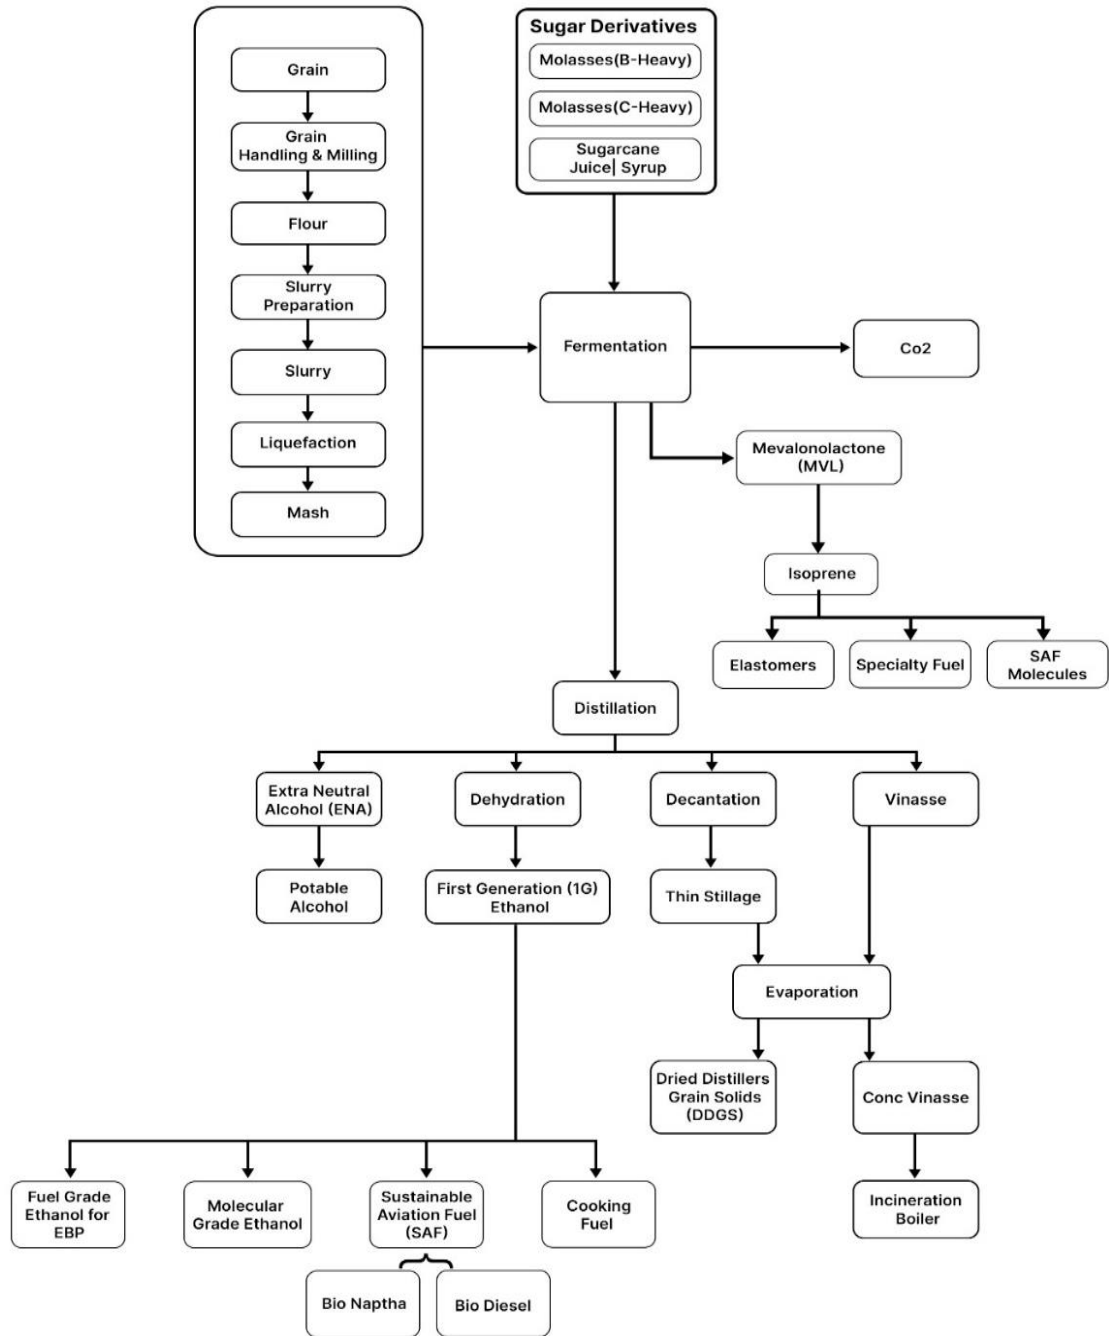 Grain
Grain
Handling & Milling
Flour
Slurry
Preparation
Slurry
Liquefaction
Mash
Sugar Derivatives
Molasses(B-Heavy)
Molasses(C-Heavy)
Sugarcane
Juice| Syrup
Fermentation
Co2
Mevalonolactone
(MVL)
Isoprene
Elastomers
Specialty Fuel
SAF
Molecules
Distillation
Extra Neutral
Alcohol (ENA)
Dehydration
Decantation
Vinasse
Potable
Alcohol
First Generation (1G)
Ethanol
Thin Stillage
Evaporation
Dried Distillers
Grain Solids
(DDGS)
Conc Vinasse
Fuel Grade
Ethanol for
EBP
Molecular
Grade Ethanol
Sustainable
Aviation Fuel
(SAF)
Cooking
Fuel
Incineration
Boiler
Bio Naptha
Bio Diesel